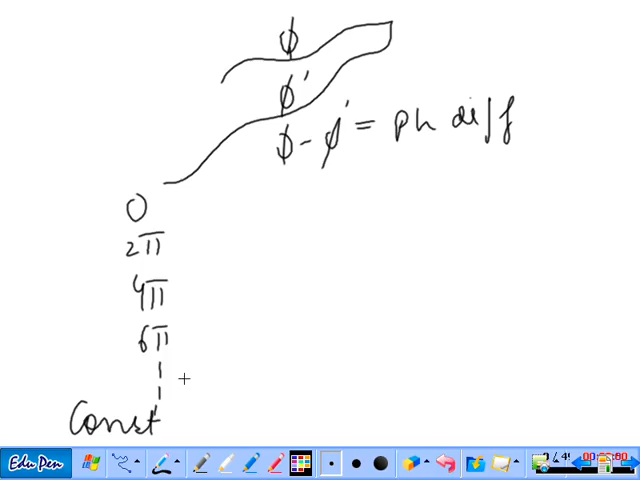 ϕ
ϕ'
ϕ - ϕ' = ph diff
0
2π
4π
6π
Const
Edu Pen